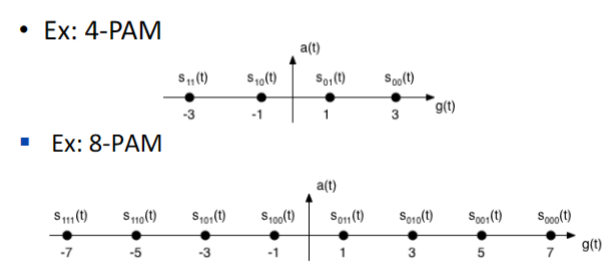 • Ex: 4-PAM
a(t)
s₁₁(t) s₁₀(t) s₀₁(t) s₀₀(t)
g(t)
-3 -1 1 3
▪ Ex: 8-PAM
a(t)
s₁₁₁(t) s₁₁₀(t) s₁₀₁(t) s₁₀₀(t) s₀₁₁(t) s₀₁₀(t) s₀₀₁(t) s₀₀₀(t)
g(t)
-7 -5 -3 -1 1 3 5 7